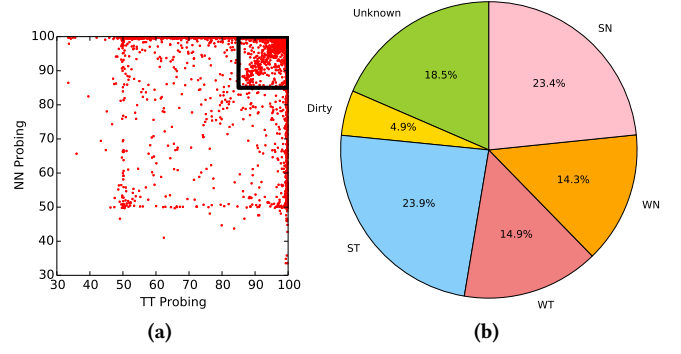 100
90
80
70
60
50
40
30
NN Probing
30 40 50 60 70 80 90 100
TT Probing
(a)
Unknown
18.5%
SN
23.4%
Dirty
4.9%
14.3%
WN
23.9%
ST
14.9%
WT
(b)